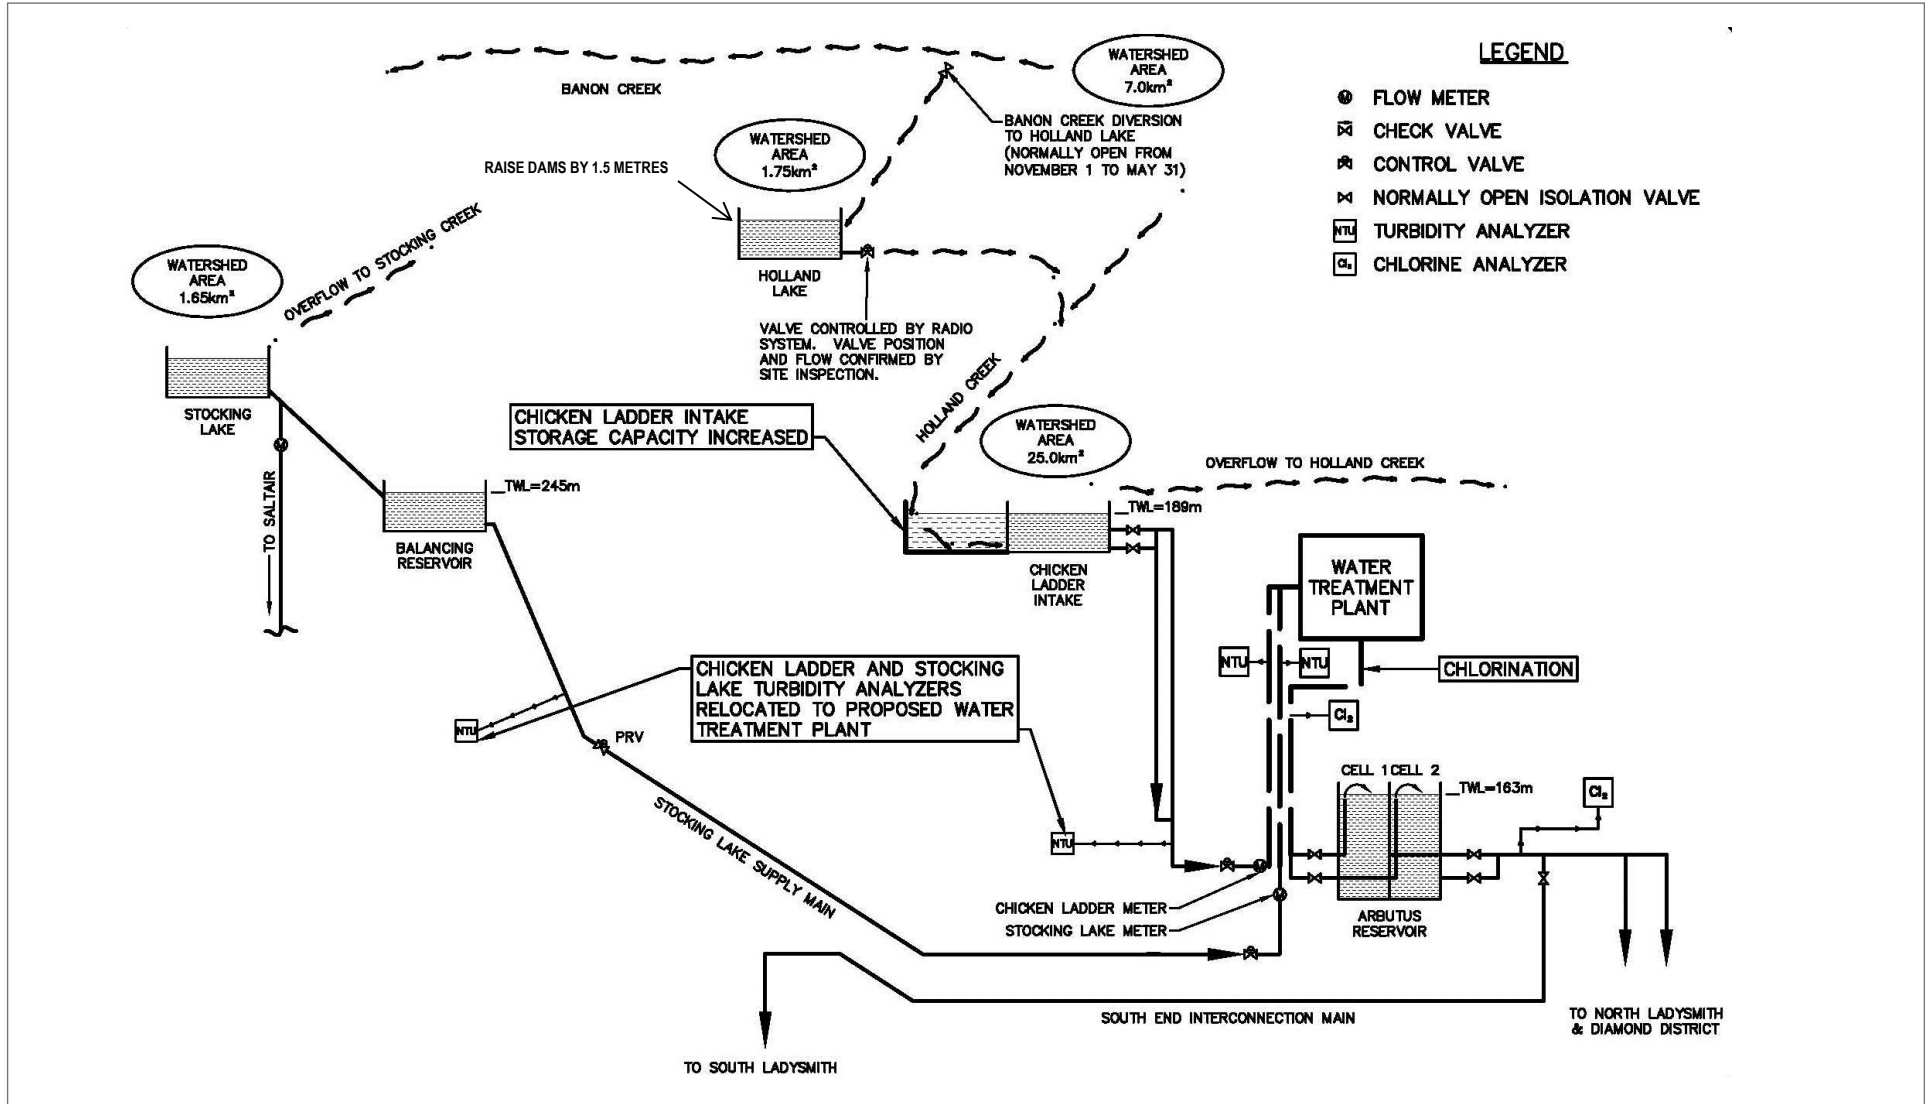 BANON CREEK
WATERSHED
AREA
7.0km²
LEGEND
FLOW METER
CHECK VALVE
CONTROL VALVE
NORMALLY OPEN ISOLATION VALVE
NTU
TURBIDITY ANALYZER
Cl₂
CHLORINE ANALYZER
BANON CREEK DIVERSION
TO HOLLAND LAKE
(NORMALLY OPEN FROM
NOVEMBER 1 TO MAY 31)
WATERSHED
AREA
1.75km²
RAISE DAMS BY 1.5 METRES
HOLLAND
LAKE
VALVE CONTROLLED BY RADIO
SYSTEM. VALVE POSITION
AND FLOW CONFIRMED BY
SITE INSPECTION.
OVERFLOW TO STOCKING CREEK
WATERSHED
AREA
1.65km²
STOCKING
LAKE
TO SALTAIR
TWL=245m
BALANCING
RESERVOIR
CHICKEN LADDER INTAKE
STORAGE CAPACITY INCREASED
HOLLAND CREEK
WATERSHED
AREA
25.0km²
OVERFLOW TO HOLLAND CREEK
TWL=189m
CHICKEN
LADDER
INTAKE
WATER
TREATMENT
PLANT
NTU
NTU
CHLORINATION
Cl₂
CHICKEN LADDER AND STOCKING
LAKE TURBIDITY ANALYZERS
RELOCATED TO PROPOSED WATER
TREATMENT PLANT
NTU
PRV
STOCKING LAKE SUPPLY MAIN
NTU
CELL 1
CELL 2
TWL=163m
Cl₂
ARBUTUS
RESERVOIR
CHICKEN LADDER METER
STOCKING LAKE METER
SOUTH END INTERCONNECTION MAIN
TO SOUTH LADYSMITH
TO NORTH LADYSMITH
& DIAMOND DISTRICT